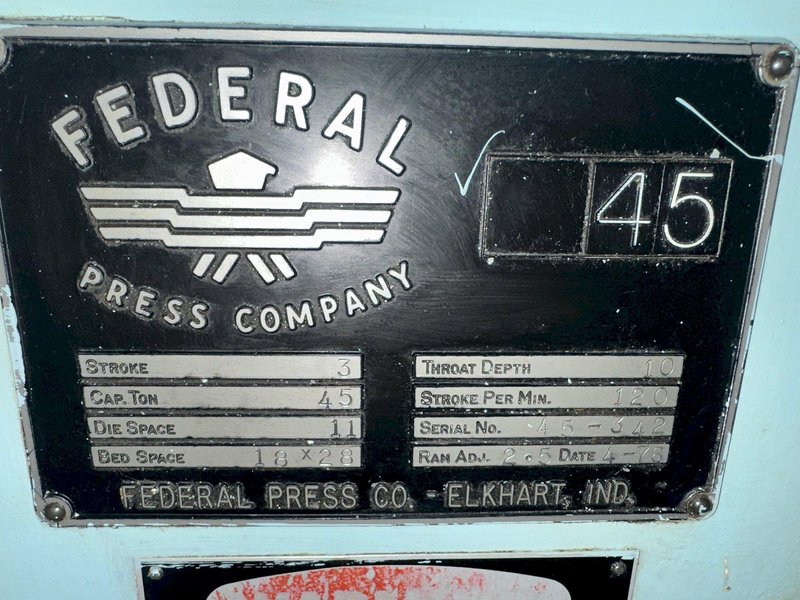 FEDERAL
45
PRESS COMPANY
STROKE 3
THROAT DEPTH 10
CAP. TON 45
STROKE PER MIN. 120
DIE SPACE 11
SERIAL NO. 45-342
BED SPACE 18 x 28
RAM ADJ. 2.5 DATE 4-76
FEDERAL PRESS CO. - ELKHART, IND.